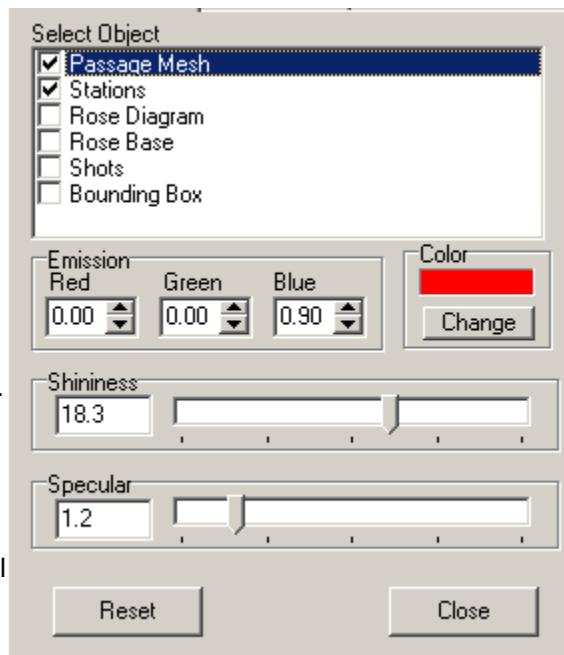 Select Object
Passage Mesh
Stations
Rose Diagram
Rose Base
Shots
Bounding Box
Emission
Red Green Blue
0.00 0.00 0.90
Color
Change
Shininess
18.3
Specular
1.2
Reset Close